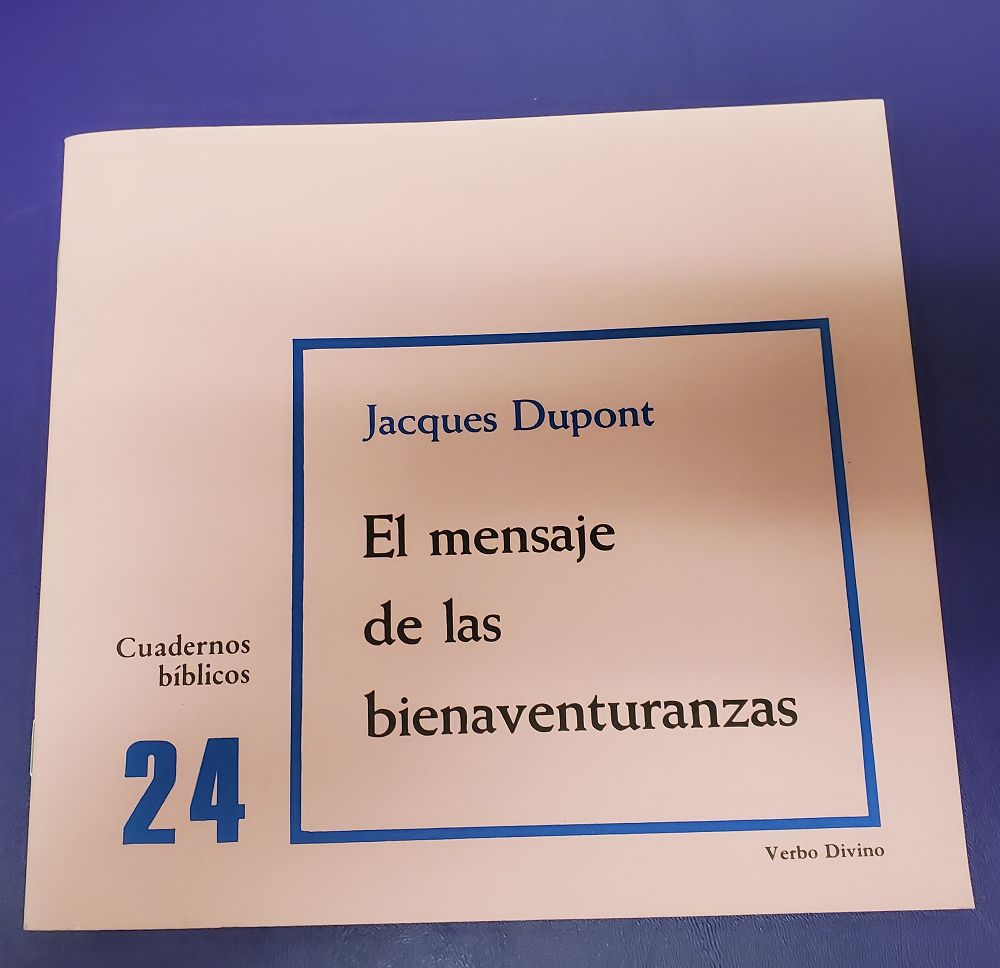 Jacques Dupont
El mensaje
de las
bienaventuranzas
Cuadernos
bíblicos
24
Verbo Divino